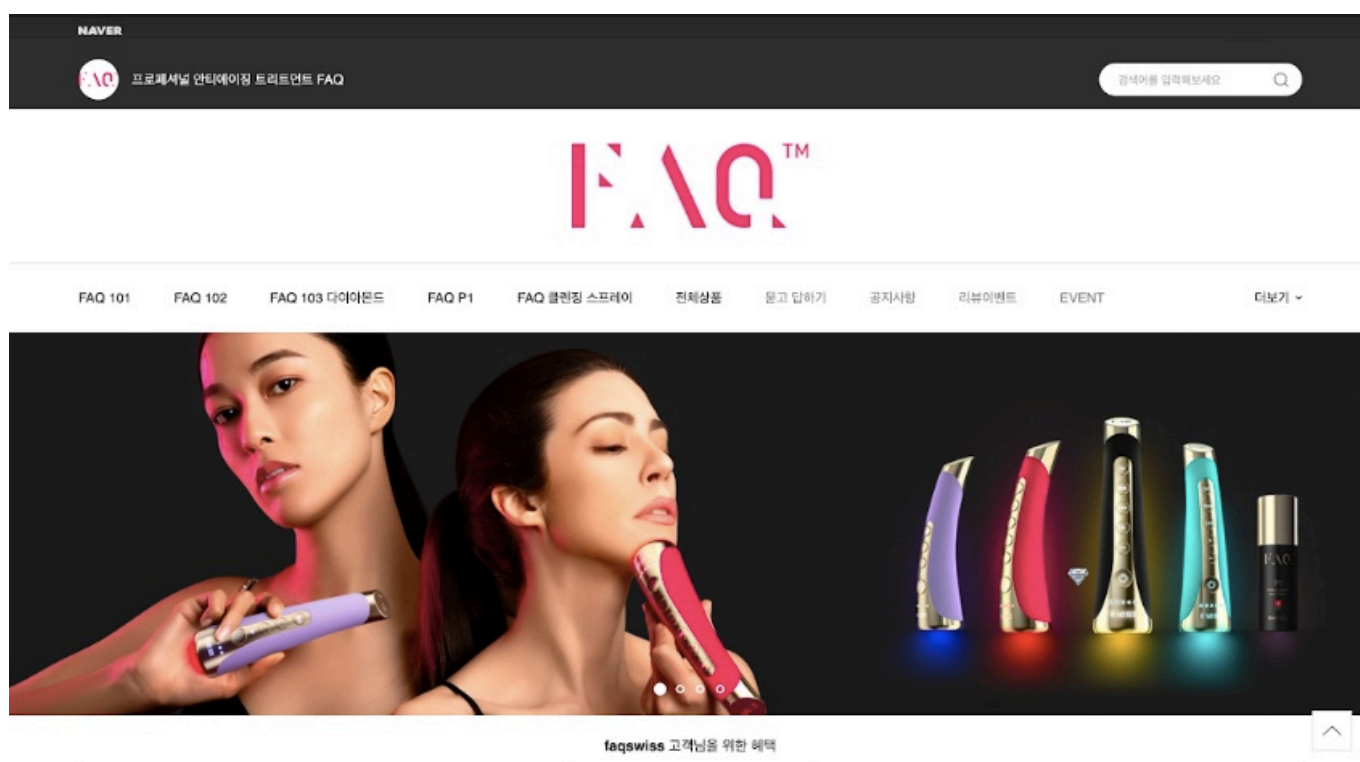 NAVER
FAQ 프로페셔널 안티에이징 트리트먼트 FAQ
검색어를 입력해보세요
FAQ™
FAQ 101 FAQ 102 FAQ 103 다이아몬드 FAQ P1 FAQ 클렌징 스프레이 전체상품 묻고 답하기 공지사항 리뷰이벤트 EVENT 더보기
FAQ
faqswiss 고객님을 위한 혜택